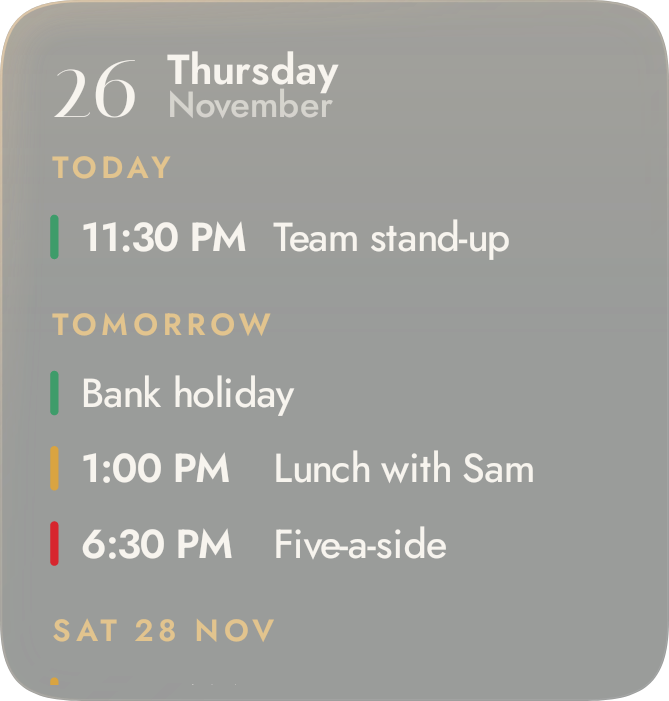 26 Thursday
November
TODAY
11:30 PM Team stand-up
TOMORROW
Bank holiday
1:00 PM Lunch with Sam
6:30 PM Five-a-side
SAT 28 NOV